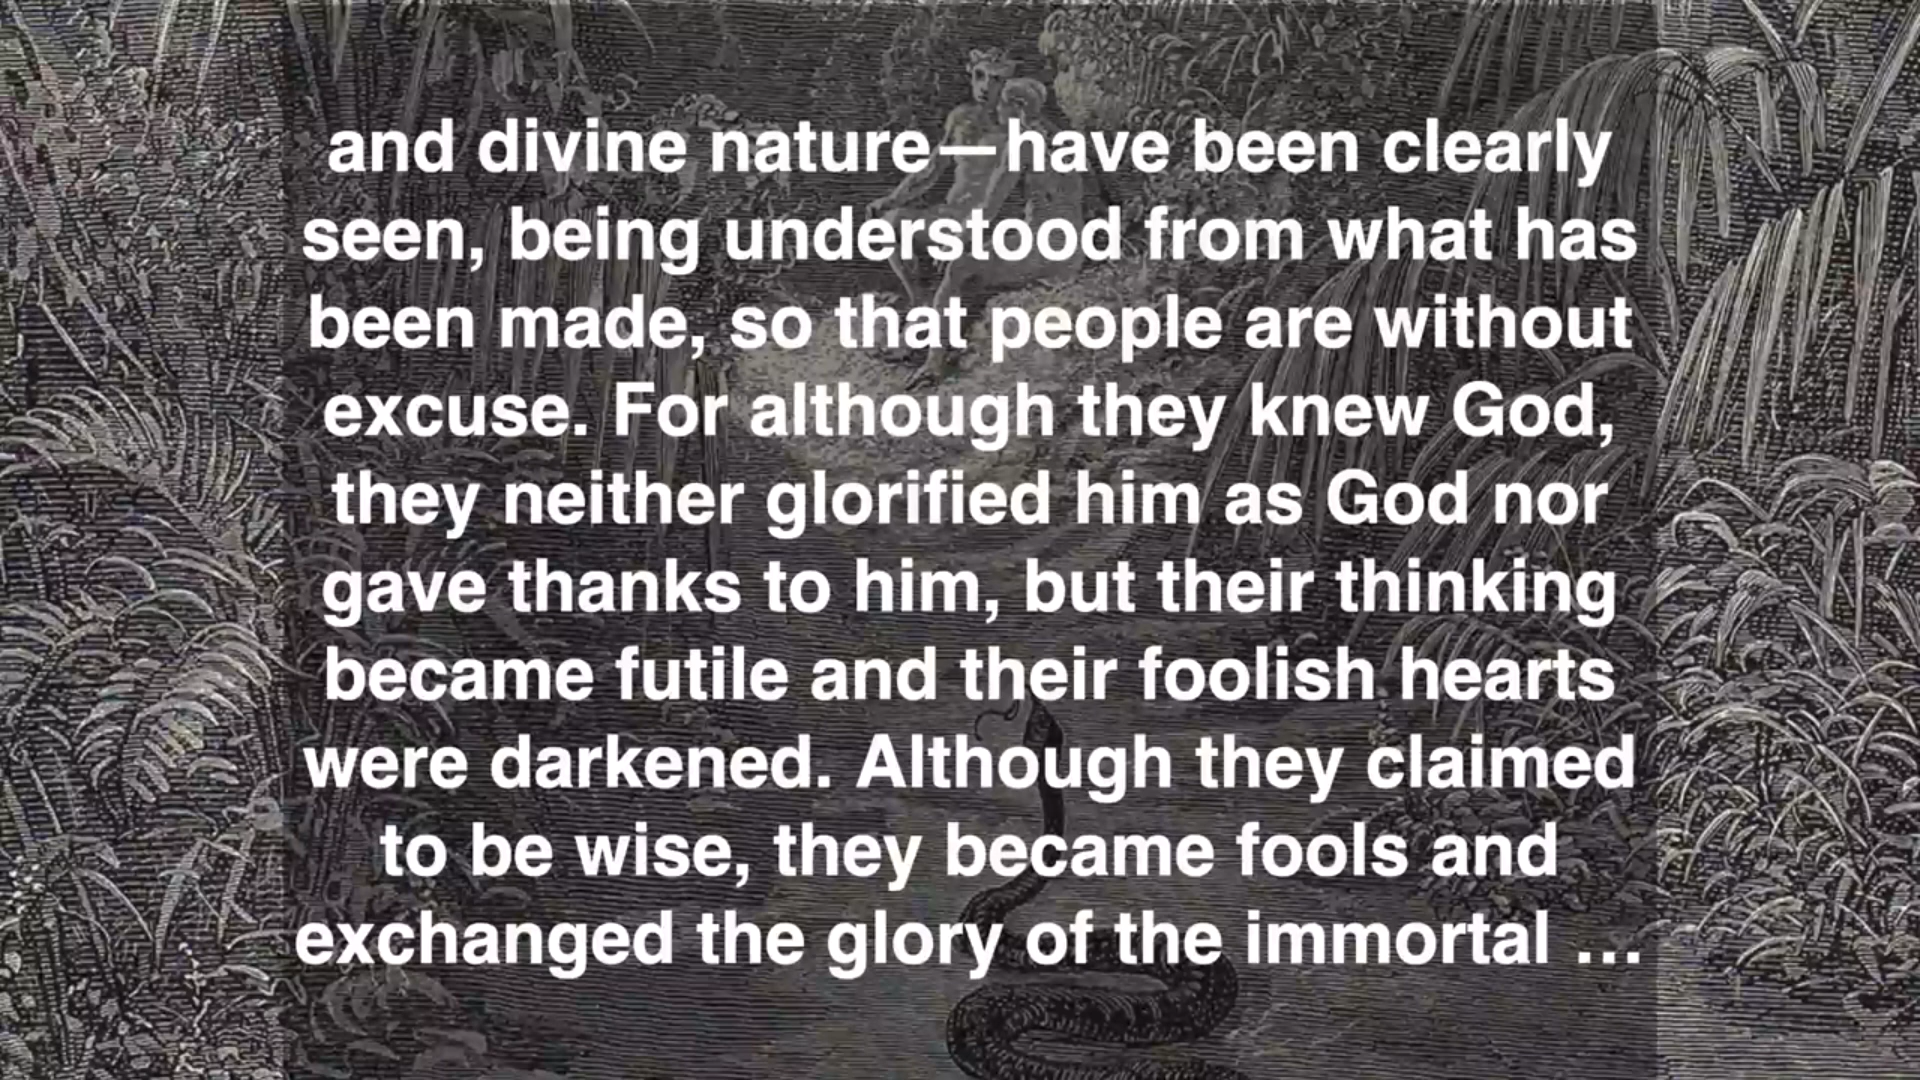 and divine nature—have been clearly
seen, being understood from what has
been made, so that people are without
excuse. For although they knew God,
they neither glorified him as God nor
gave thanks to him, but their thinking
became futile and their foolish hearts
were darkened. Although they claimed
to be wise, they became fools and
exchanged the glory of the immortal ...